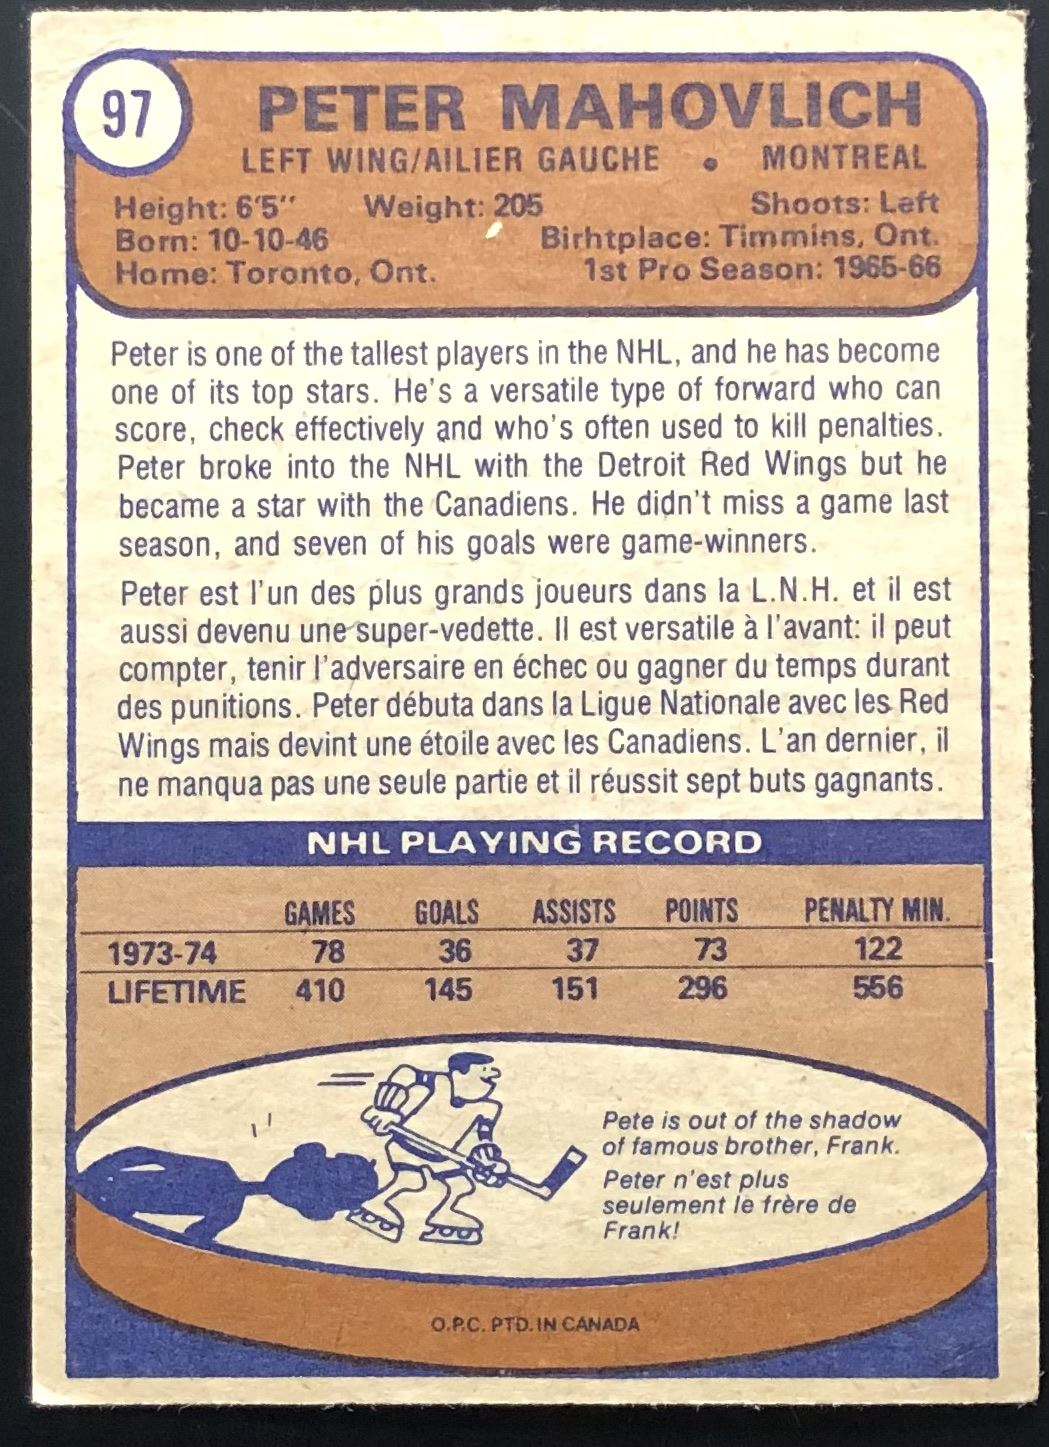 97
PETER MAHOVLICH
LEFT WING/AILIER GAUCHE • MONTREAL
Height: 6'5" Weight: 205 Shoots: Left
Born: 10-10-46 Birhtplace: Timmins, Ont.
Home: Toronto, Ont. 1st Pro Season: 1965-66
Peter is one of the tallest players in the NHL, and he has become
one of its top stars. He's a versatile type of forward who can
score, check effectively and who's often used to kill penalties.
Peter broke into the NHL with the Detroit Red Wings but he
became a star with the Canadiens. He didn't miss a game last
season, and seven of his goals were game-winners.
Peter est l'un des plus grands joueurs dans la L.N.H. et il est
aussi devenu une super-vedette. Il est versatile à l'avant: il peut
compter, tenir l'adversaire en échec ou gagner du temps durant
des punitions. Peter débuta dans la Ligue Nationale avec les Red
Wings mais devint une étoile avec les Canadiens. L'an dernier, il
ne manqua pas une seule partie et il réussit sept buts gagnants.
NHL PLAYING RECORD
GAMES GOALS ASSISTS POINTS PENALTY MIN.
1973-74 78 36 37 73 122
LIFETIME 410 145 151 296 556
Pete is out of the shadow
of famous brother, Frank.
Peter n'est plus
seulement le frère de
Frank!
O.P.C. PTD. IN CANADA